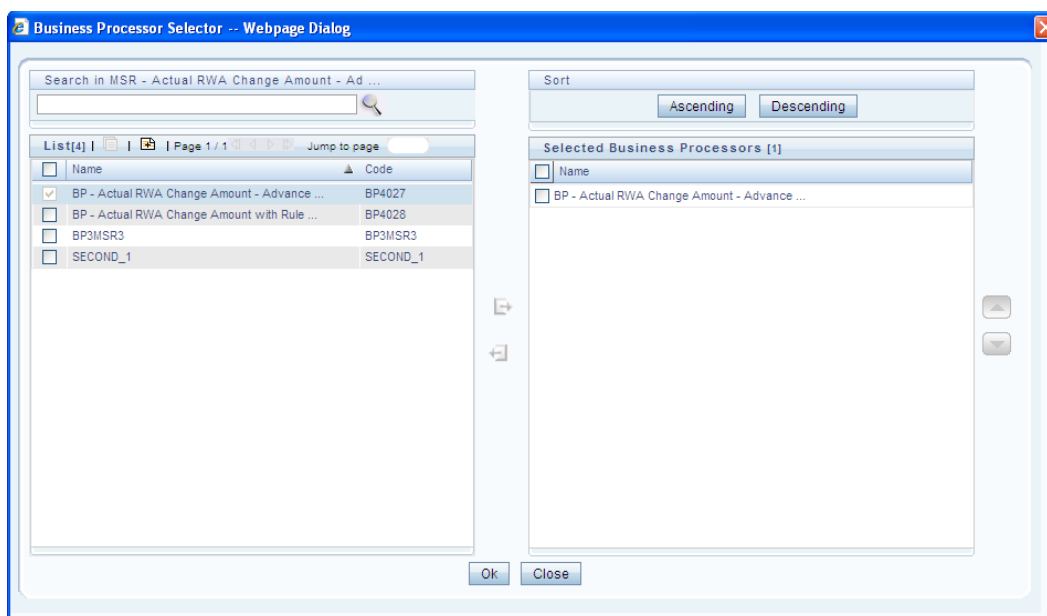 Business Processor Selector -- Webpage Dialog
Search in MSR - Actual RWA Change Amount - Ad ...
List[4] | | | Page 1 / 1 Jump to page
Name Code
BP - Actual RWA Change Amount - Advance ... BP4027
BP - Actual RWA Change Amount with Rule ... BP4028
BP3MSR3 BP3MSR3
SECOND_1 SECOND_1
Sort
Ascending Descending
Selected Business Processors [1]
Name
BP - Actual RWA Change Amount - Advance ...
Ok Close